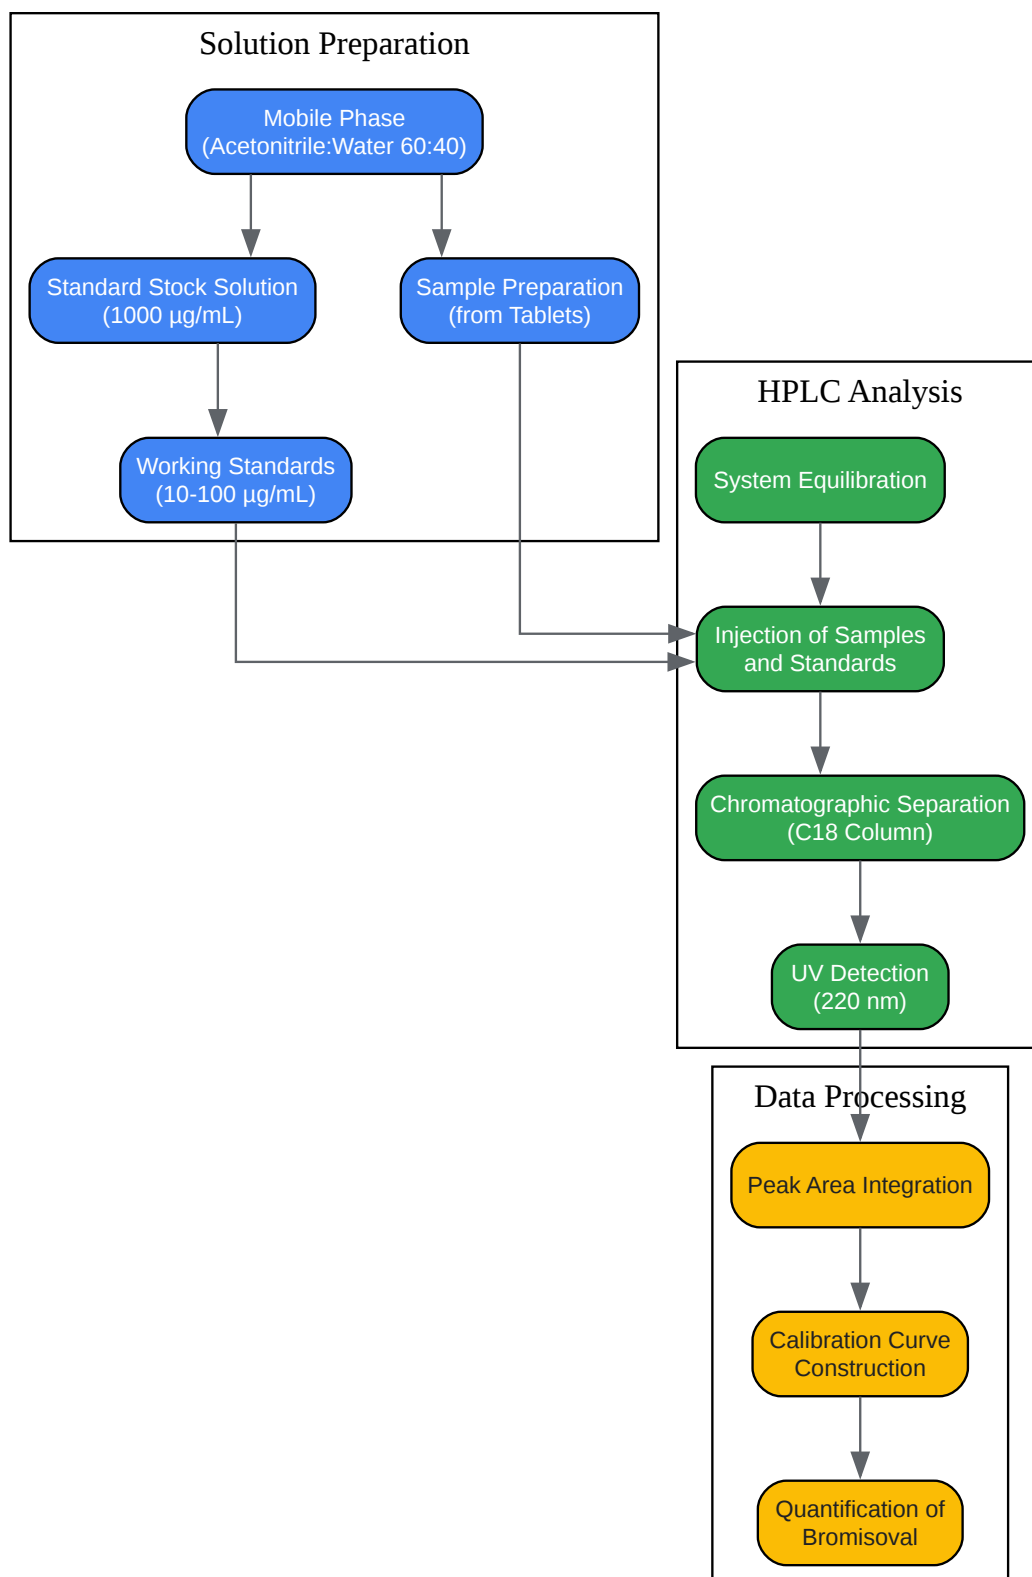 Solution Preparation
Mobile Phase
(Acetonitrile:Water 60:40)
Standard Stock Solution
(1000 µg/mL)
Sample Preparation
(from Tablets)
Working Standards
(10-100 µg/mL)
HPLC Analysis
System Equilibration
Injection of Samples
and Standards
Chromatographic Separation
(C18 Column)
UV Detection
(220 nm)
Data Processing
Peak Area Integration
Calibration Curve
Construction
Quantification of
Bromisoval